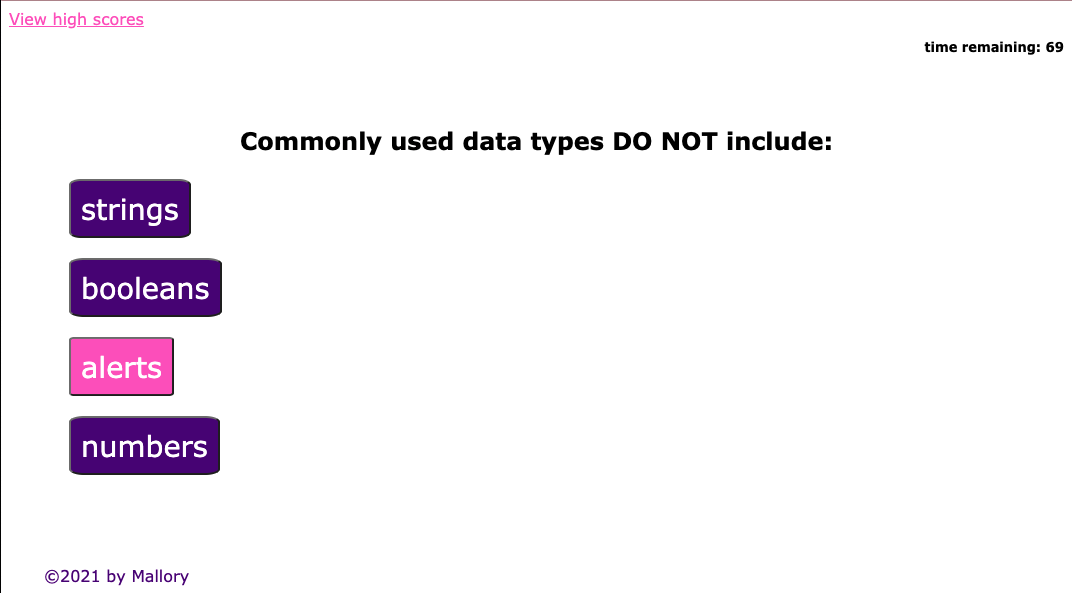 View high scores
time remaining: 69
Commonly used data types DO NOT include:
strings
booleans
alerts
numbers
©2021 by Mallory